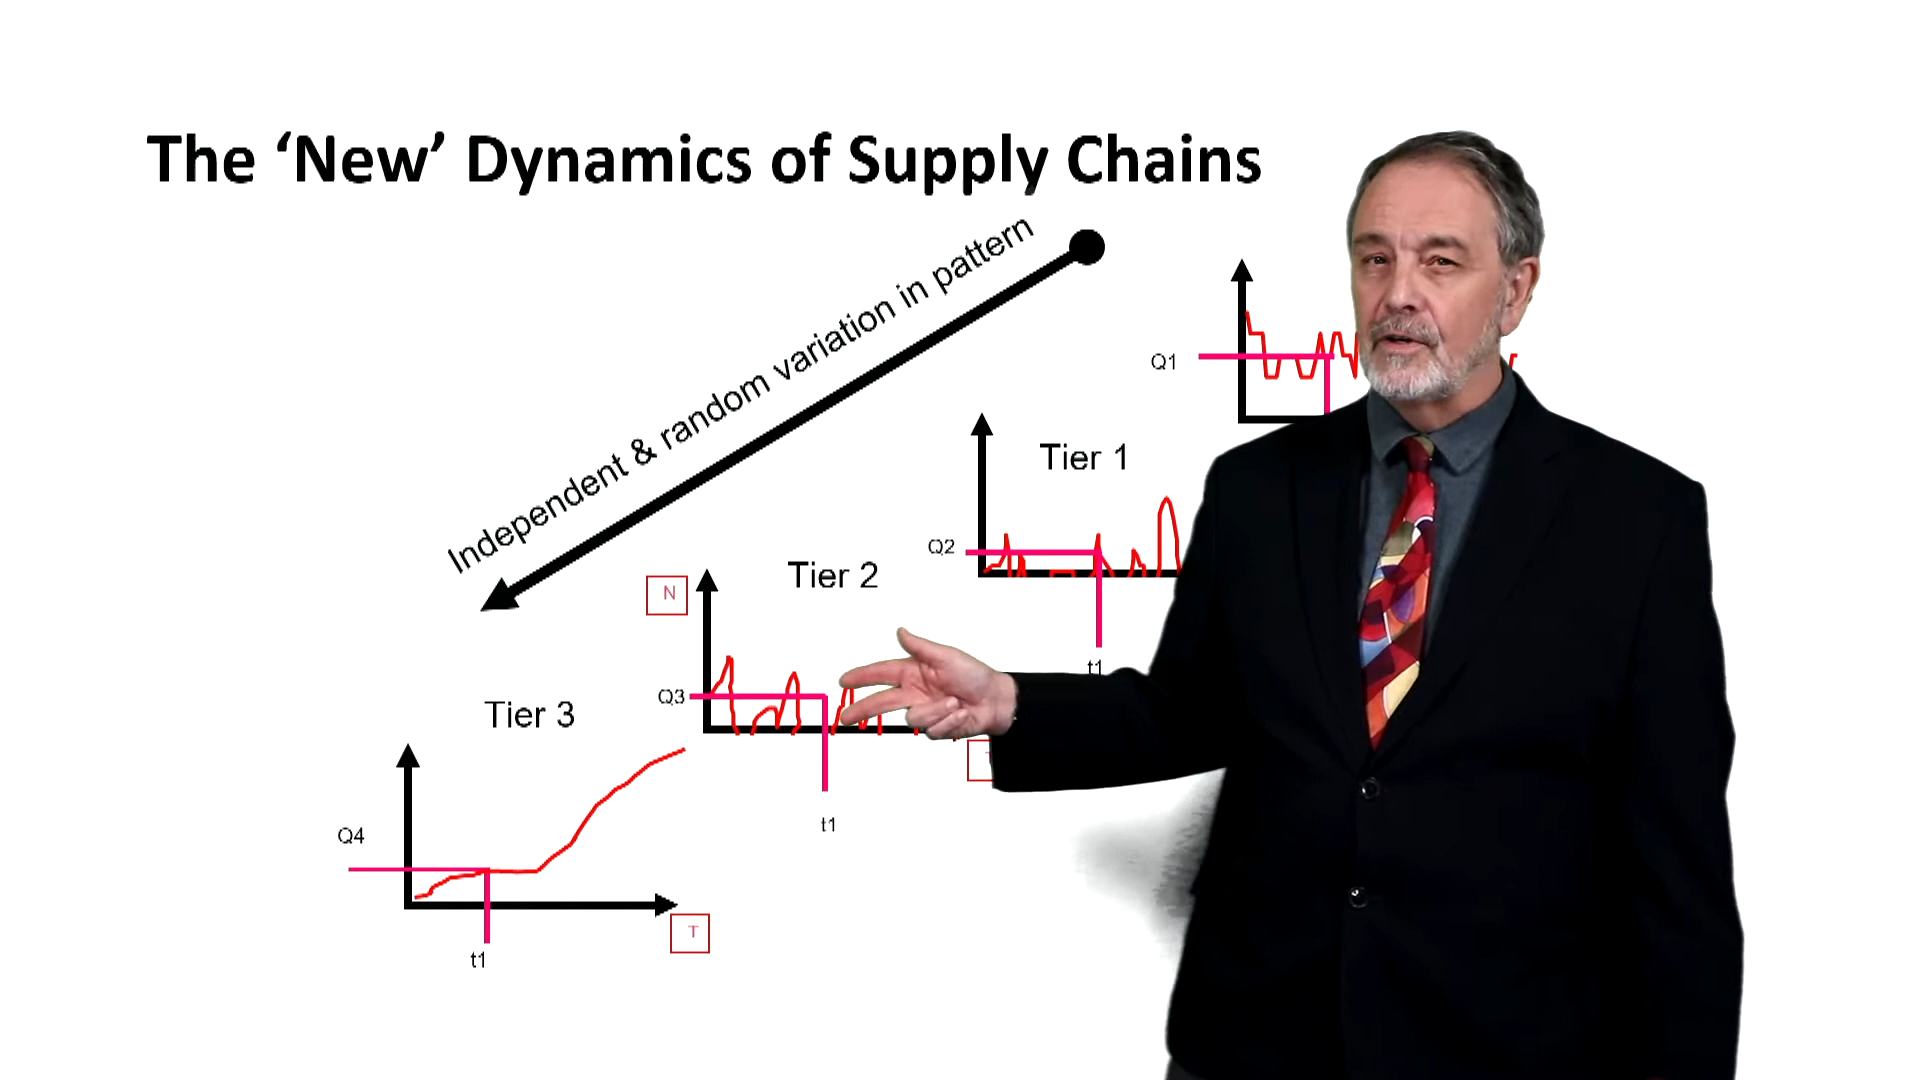 The ‘New’ Dynamics of Supply Chains
Independent & random variation in pattern
Q1
Tier 1
Q2
t1
Tier 2
N
Q3
t1
Tier 3
Q4
T
t1